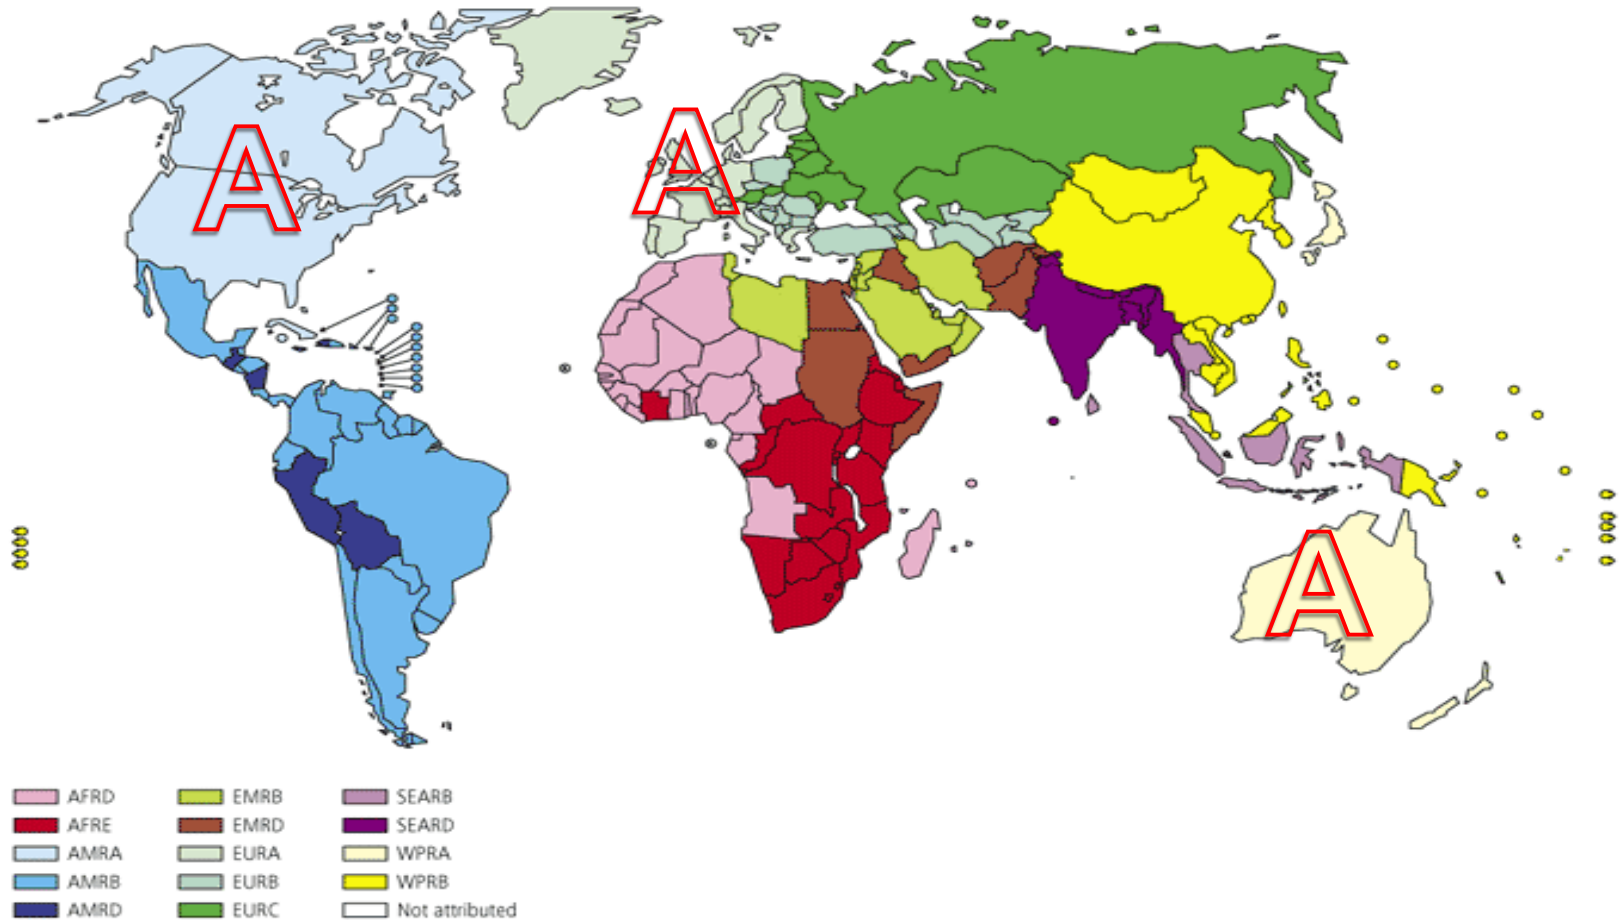 A
A
A
AFRD EMRB SEARB
AFRE EMRD SEARD
AMRA EURA WPRA
AMRB EURB WPRB
AMRD EURC Not attributed